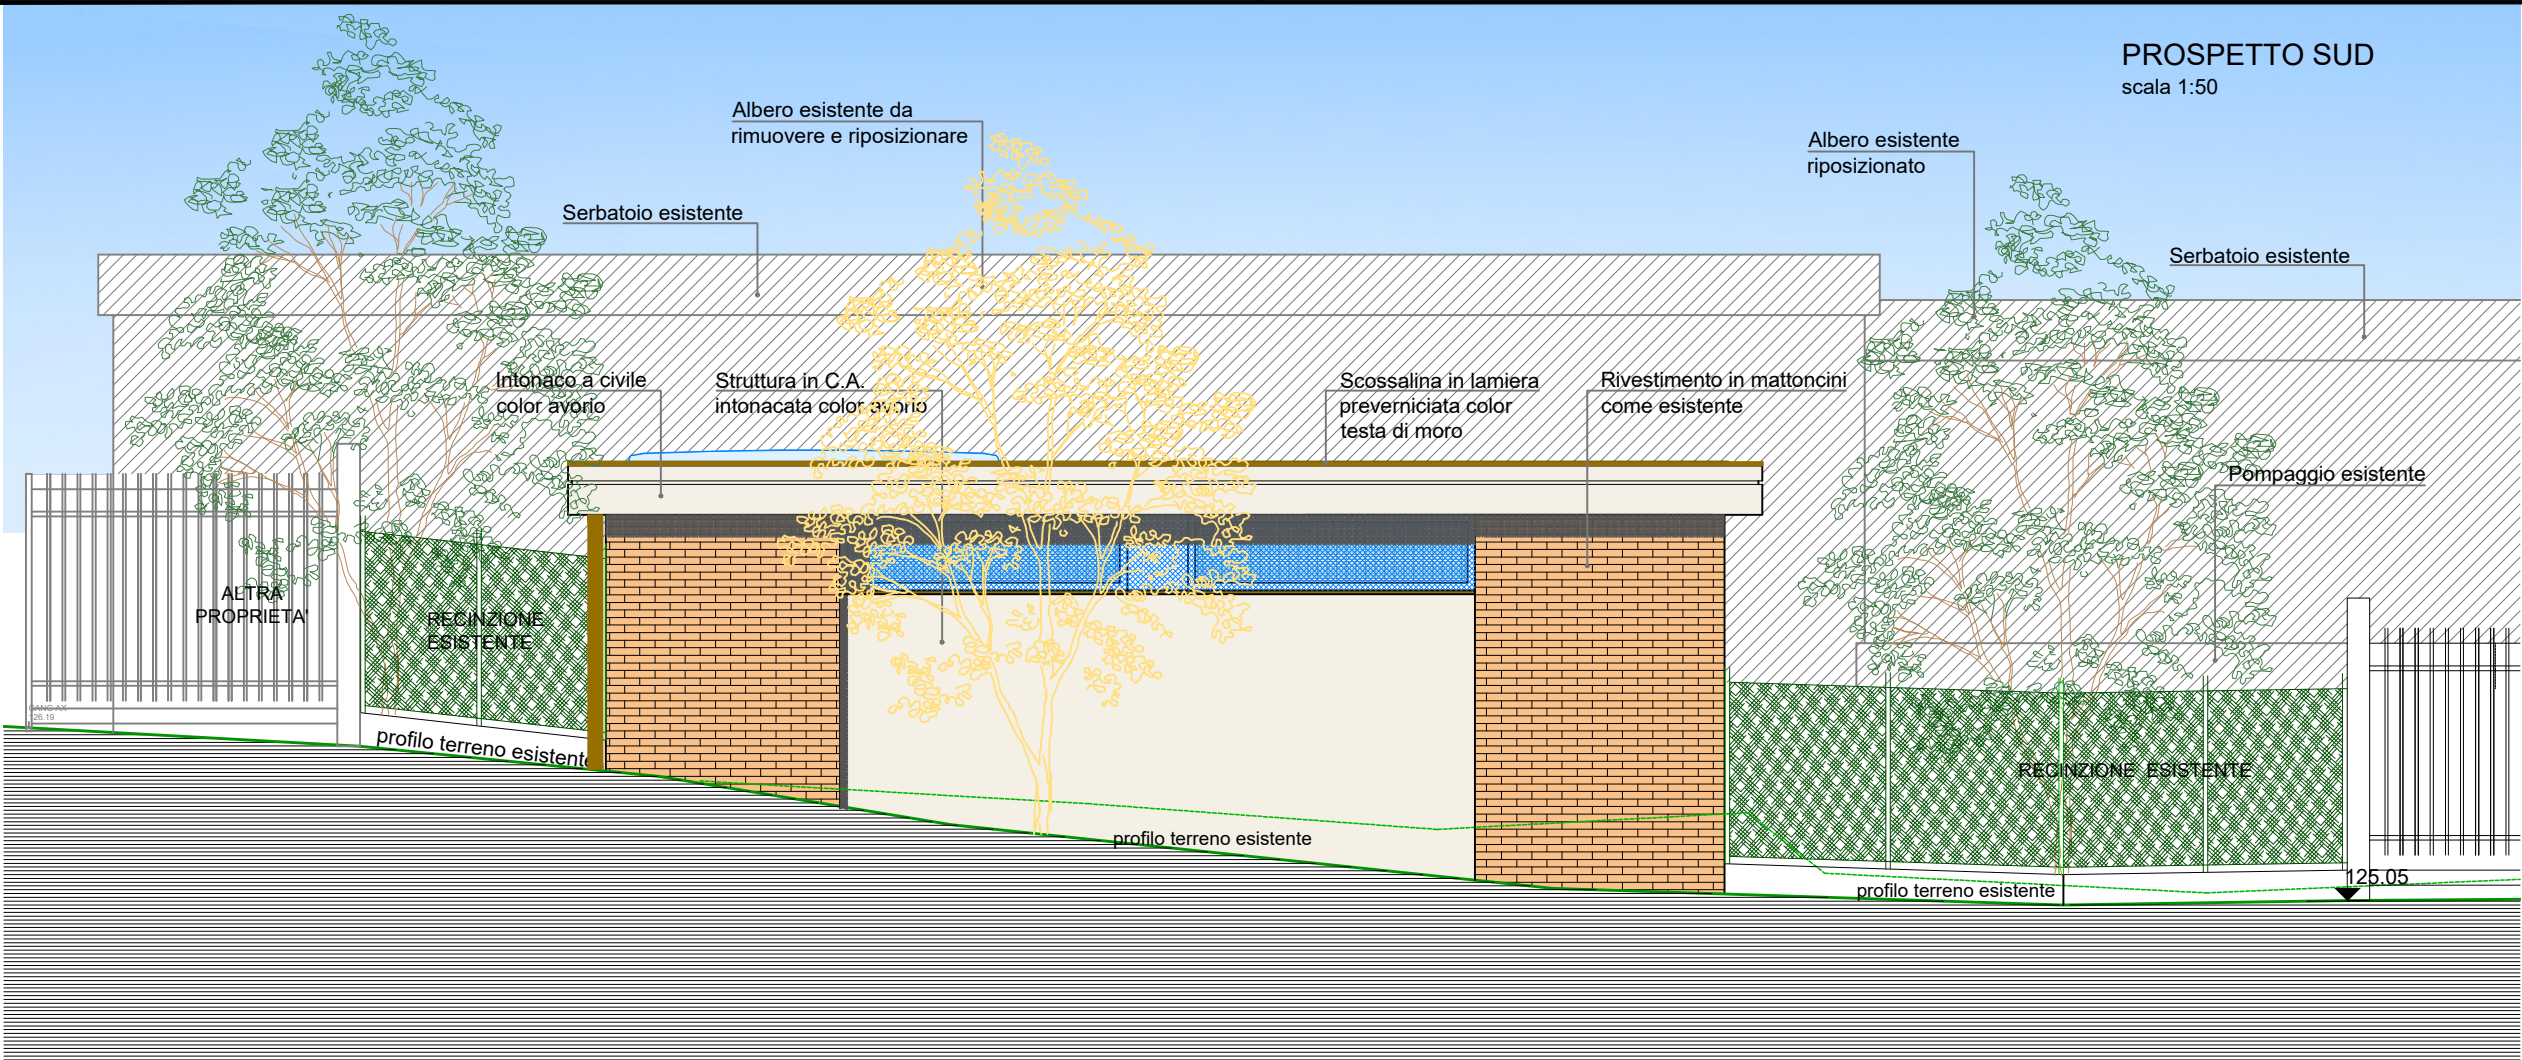 PROSPETTO SUD
scala 1:50
Albero esistente da
rimuovere e riposizionare
Albero esistente
riposizionato
Serbatoio esistente
Serbatoio esistente
Intonaco a civile
color avorio
Struttura in C.A.
intonacata color avorio
Scossalina in lamiera
preverniciata color
testa di moro
Rivestimento in mattoncini
come esistente
Pompaggio esistente
ALTRA
PROPRIETA'
RECINZIONE
ESISTENTE
126.19
profilo terreno esistente
RECINZIONE ESISTENTE
profilo terreno esistente
profilo terreno esistente
125.05